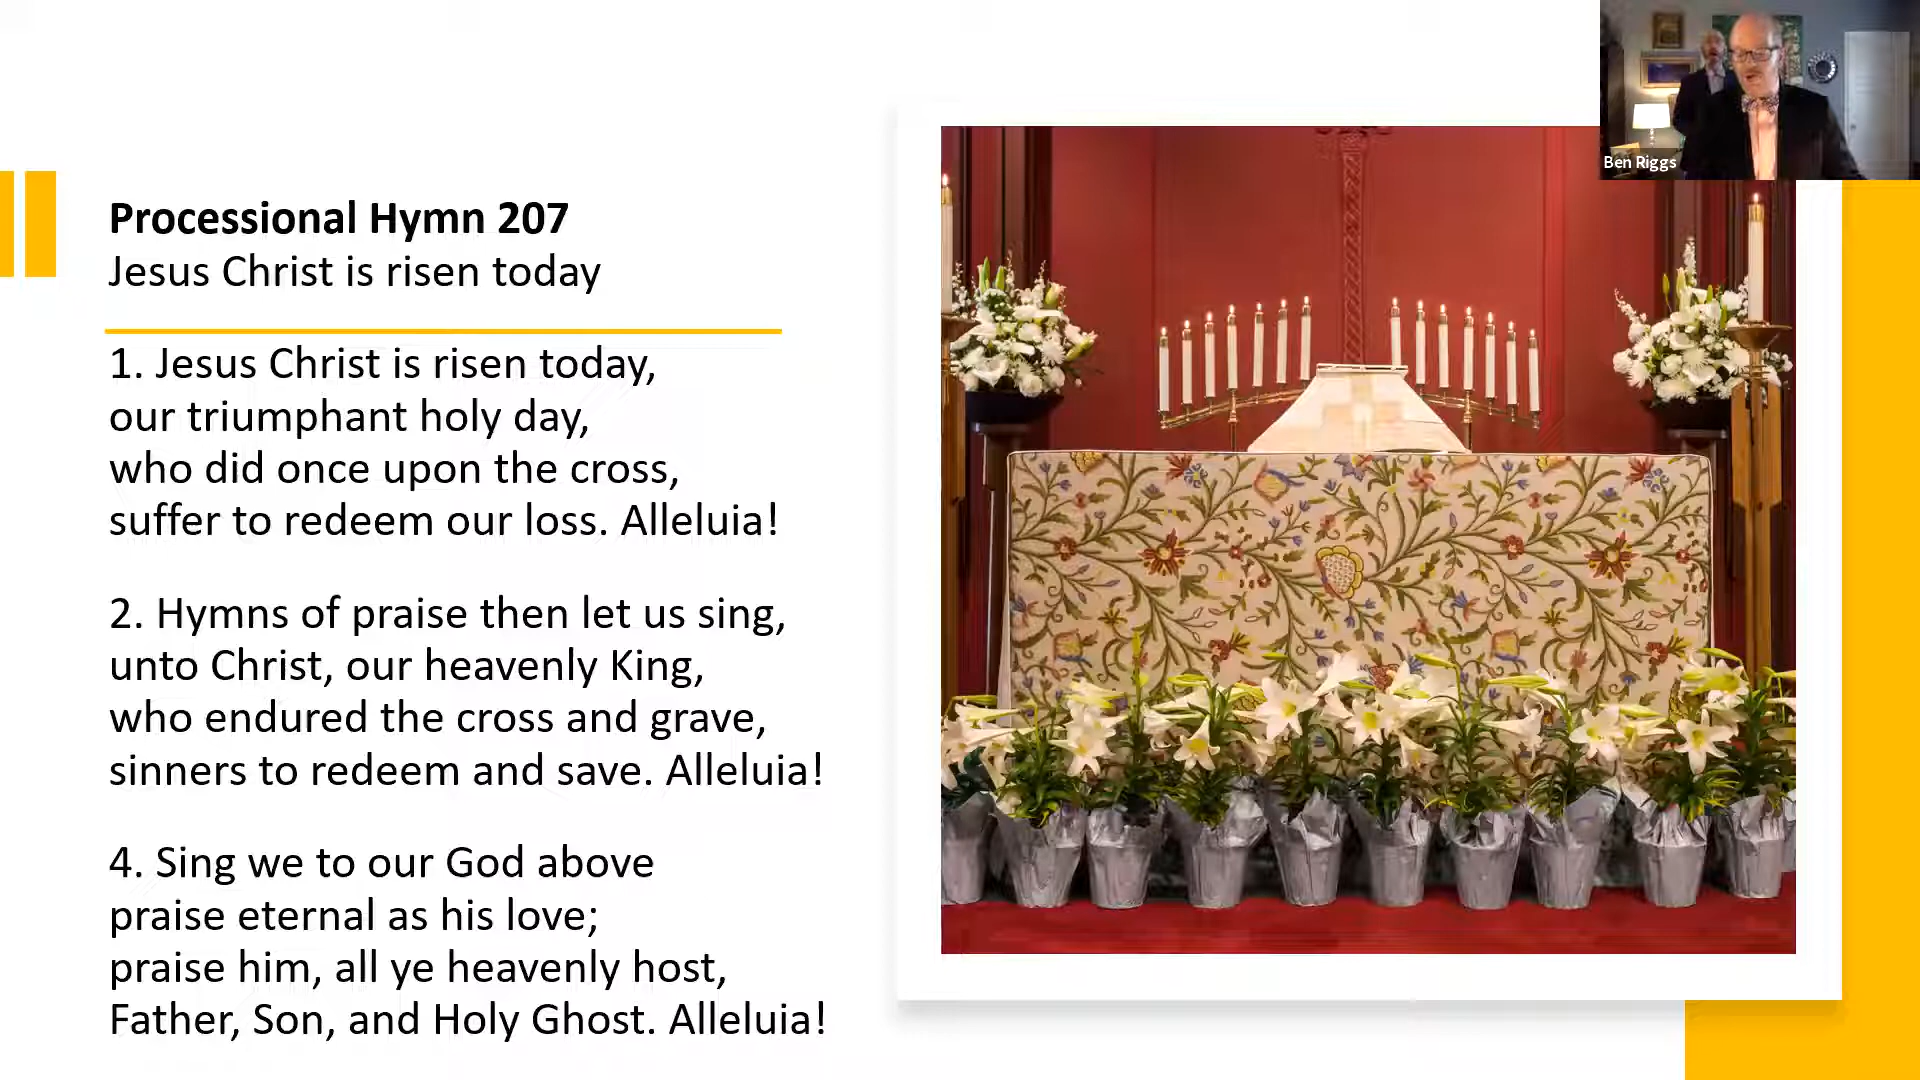 Ben Riggs
Processional Hymn 207
Jesus Christ is risen today
1. Jesus Christ is risen today,
our triumphant holy day,
who did once upon the cross,
suffer to redeem our loss. Alleluia!
2. Hymns of praise then let us sing,
unto Christ, our heavenly King,
who endured the cross and grave,
sinners to redeem and save. Alleluia!
4. Sing we to our God above
praise eternal as his love;
praise him, all ye heavenly host,
Father, Son, and Holy Ghost. Alleluia!